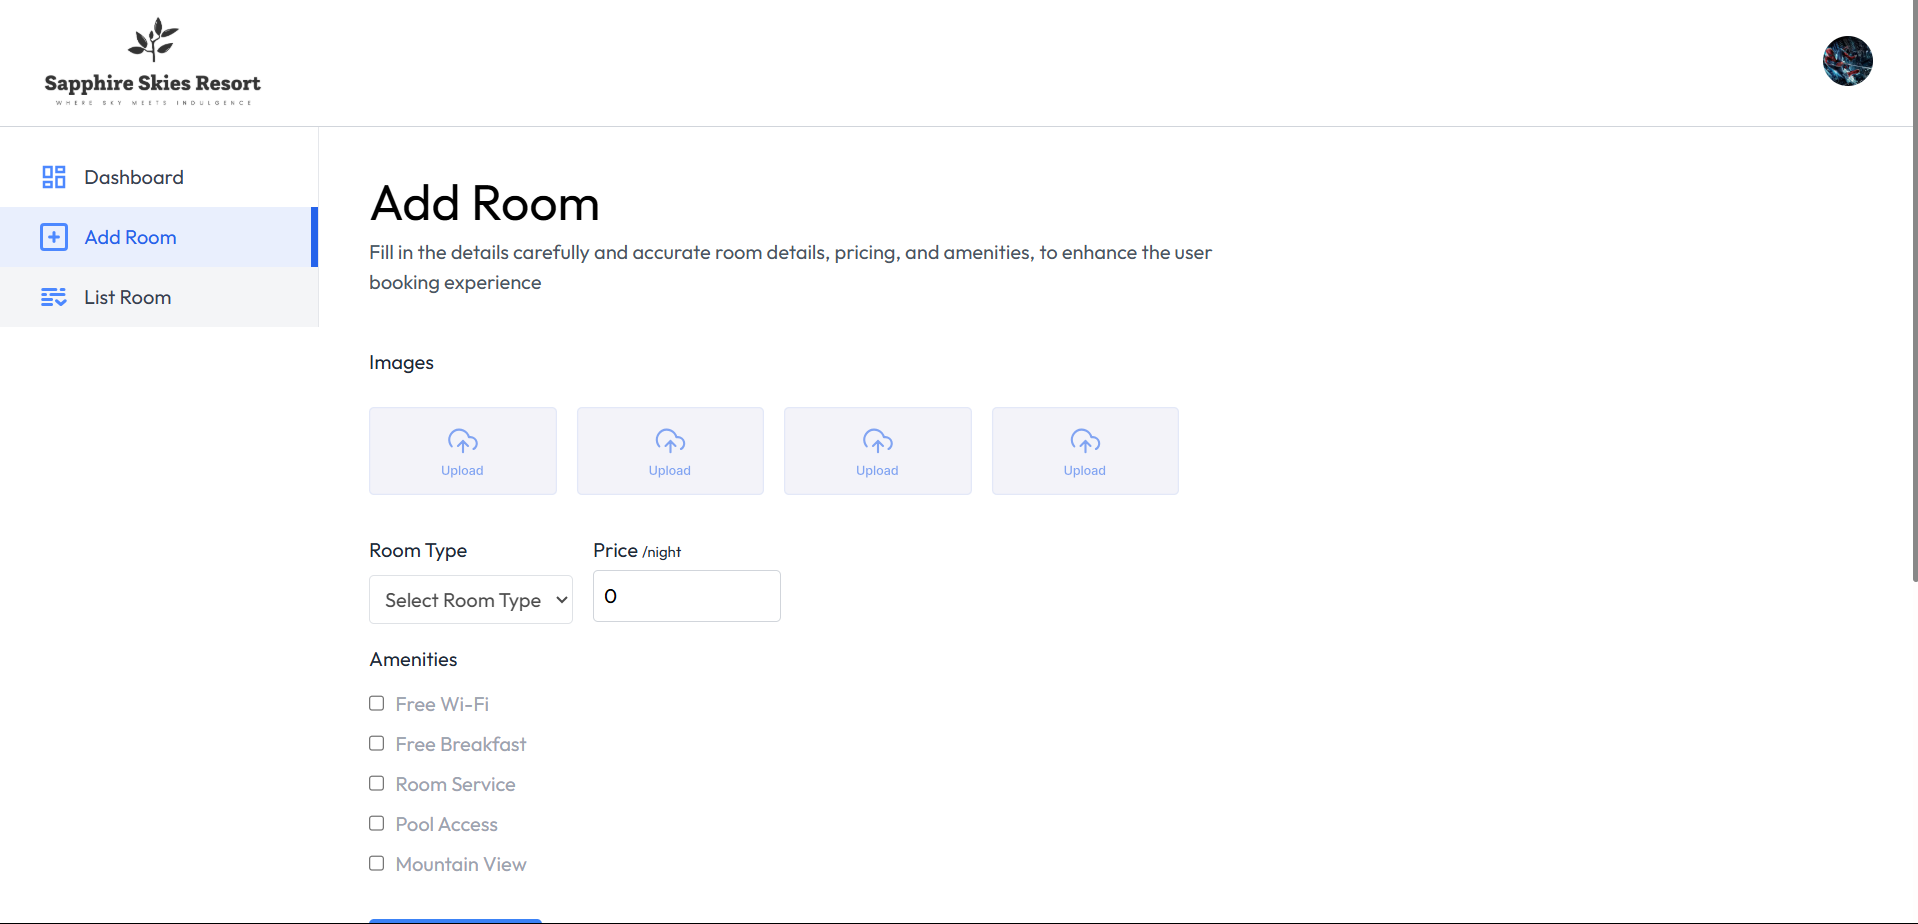 Sapphire Skies Resort
WHERE SKY MEETS INDULGENCE
Dashboard
Add Room
List Room
Add Room
Fill in the details carefully and accurate room details, pricing, and amenities, to enhance the user
booking experience
Images
Upload Upload Upload Upload
Room Type Price /night
Select Room Type 0
Amenities
Free Wi-Fi
Free Breakfast
Room Service
Pool Access
Mountain View